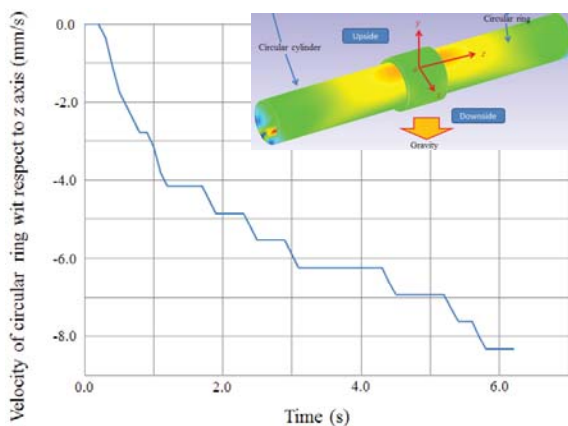 Velocity of circular ring wit respect to z axis (mm/s)
0.0
-2.0
-4.0
-6.0
-8.0
0.0 2.0 4.0 6.0
Time (s)
Circular cylinder
Upside
Circular ring
y
z
Downside
Gravity